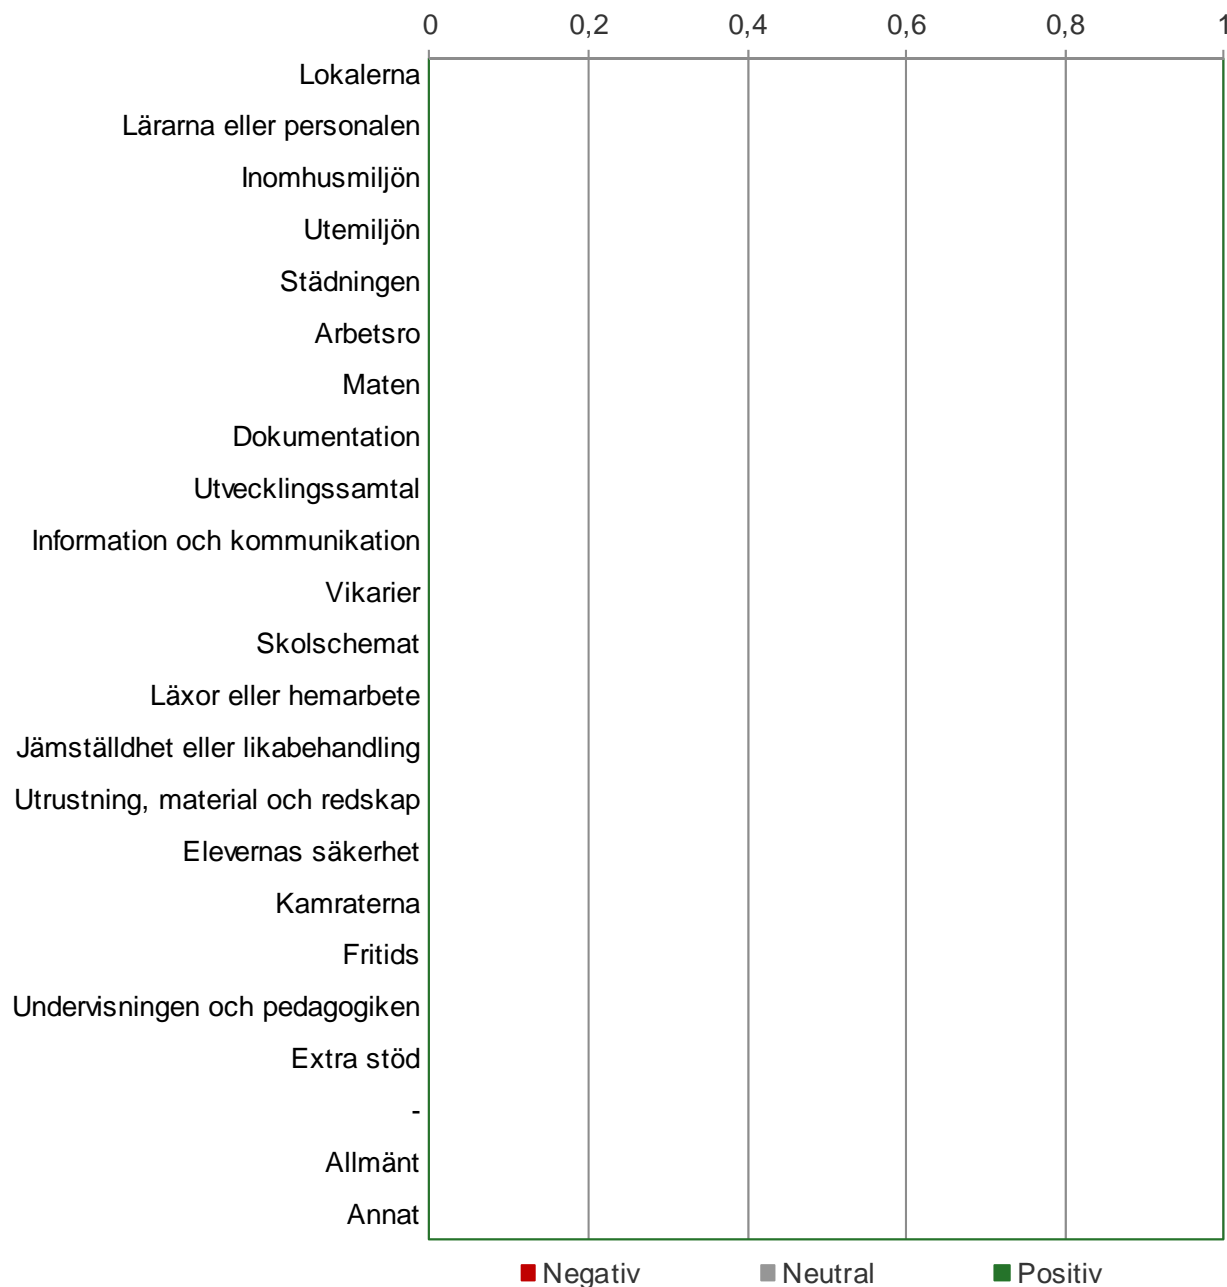 0 0,2 0,4 0,6 0,8 1
Lokalerna
Lärarna eller personalen
Inomhusmiljön
Utemiljön
Städningen
Arbetsro
Maten
Dokumentation
Utvecklingssamtal
Information och kommunikation
Vikarier
Skolschemat
Läxor eller hemarbete
Jämställdhet eller likabehandling
Utrustning, material och redskap
Elevernas säkerhet
Kamraterna
Fritids
Undervisningen och pedagogiken
Extra stöd
-
Allmänt
Annat
Negativ Neutral Positiv